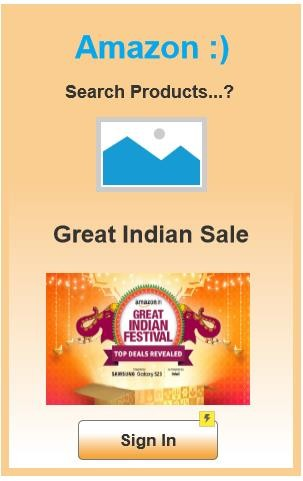 Amazon :)
Search Products...?
Great Indian Sale
amazon.in
GREAT
INDIAN
FESTIVAL
TOP DEALS REVEALED
SAMSUNG Galaxy S23
Sign In